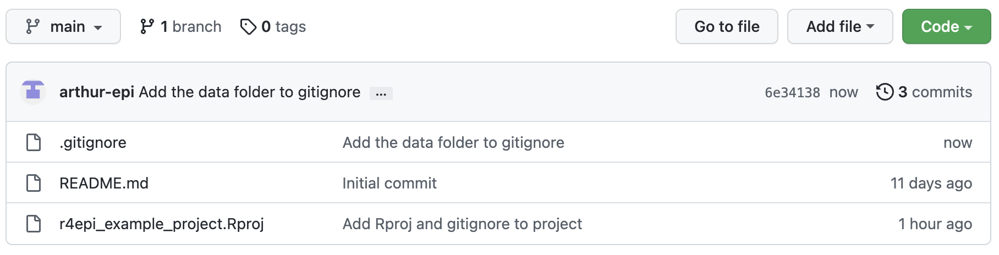 main 1 branch 0 tags Go to file Add file Code
arthur-epi Add the data folder to gitignore ... 6e34138 now 3 commits
.gitignore Add the data folder to gitignore now
README.md Initial commit 11 days ago
r4epi_example_project.Rproj Add Rproj and gitignore to project 1 hour ago